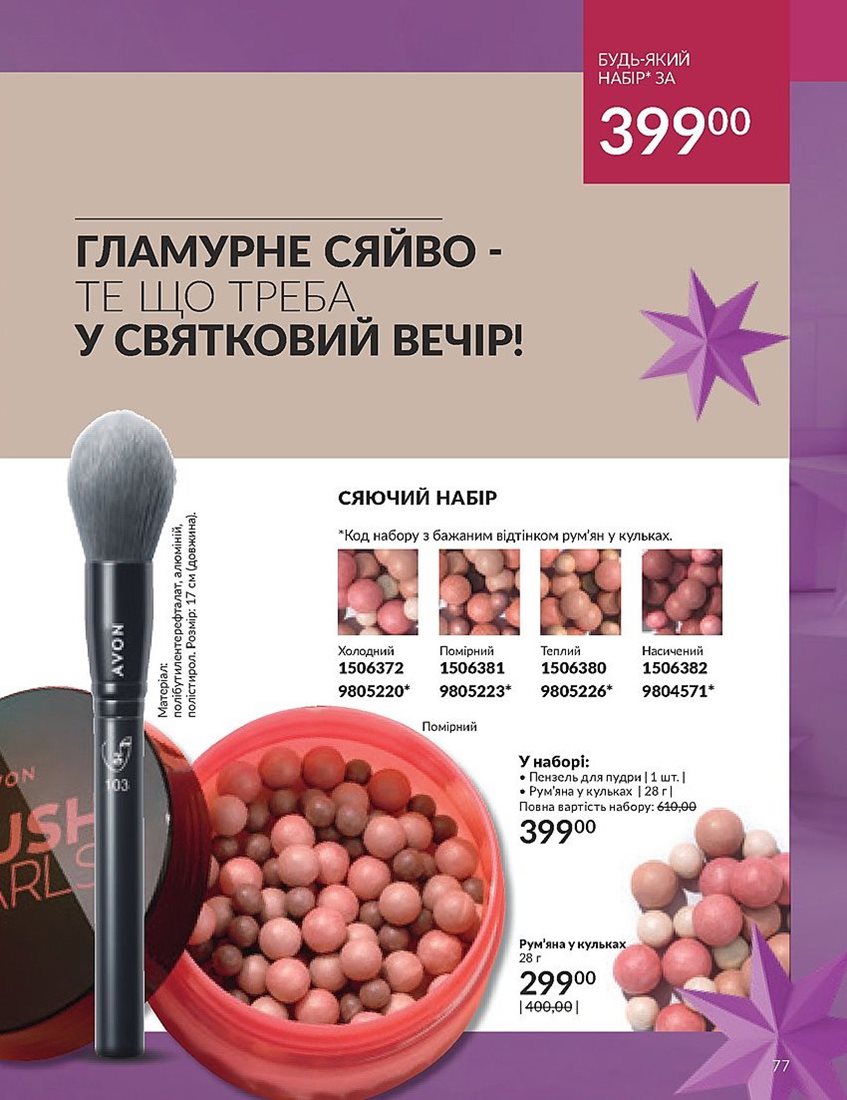 БУДЬ-ЯКИЙ
НАБІР* ЗА
399⁰⁰
ГЛАМУРНЕ СЯЙВО -
ТЕ ЩО ТРЕБА
У СВЯТКОВИЙ ВЕЧІР!
СЯЮЧИЙ НАБІР
*Код набору з бажаним відтінком рум'ян у кульках.
Холодний Помірний Теплий Насичений
1506372 1506381 1506380 1506382
9805220* 9805223* 9805226* 9804571*
Матеріал:
полібутилентерефталат, алюміній,
полістирол. Розмір: 17 см (довжина).
AVON
103
Помірний
У наборі:
• Пензель для пудри | 1 шт. |
• Рум'яна у кульках | 28 г |
Повна вартість набору: 610,00
399⁰⁰
Рум'яна у кульках
28 г
299⁰⁰
| 400,00 |
77